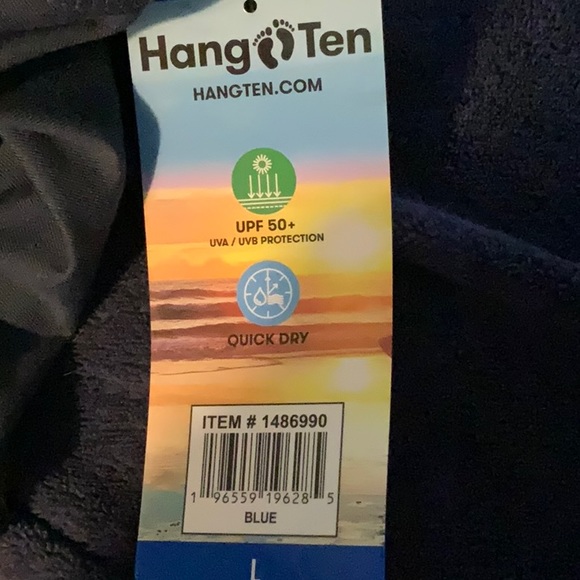 Hang Ten
HANGTEN.COM
UPF 50+
UVA / UVB PROTECTION
QUICK DRY
ITEM # 1486990
1 96559 19628 5
BLUE
L